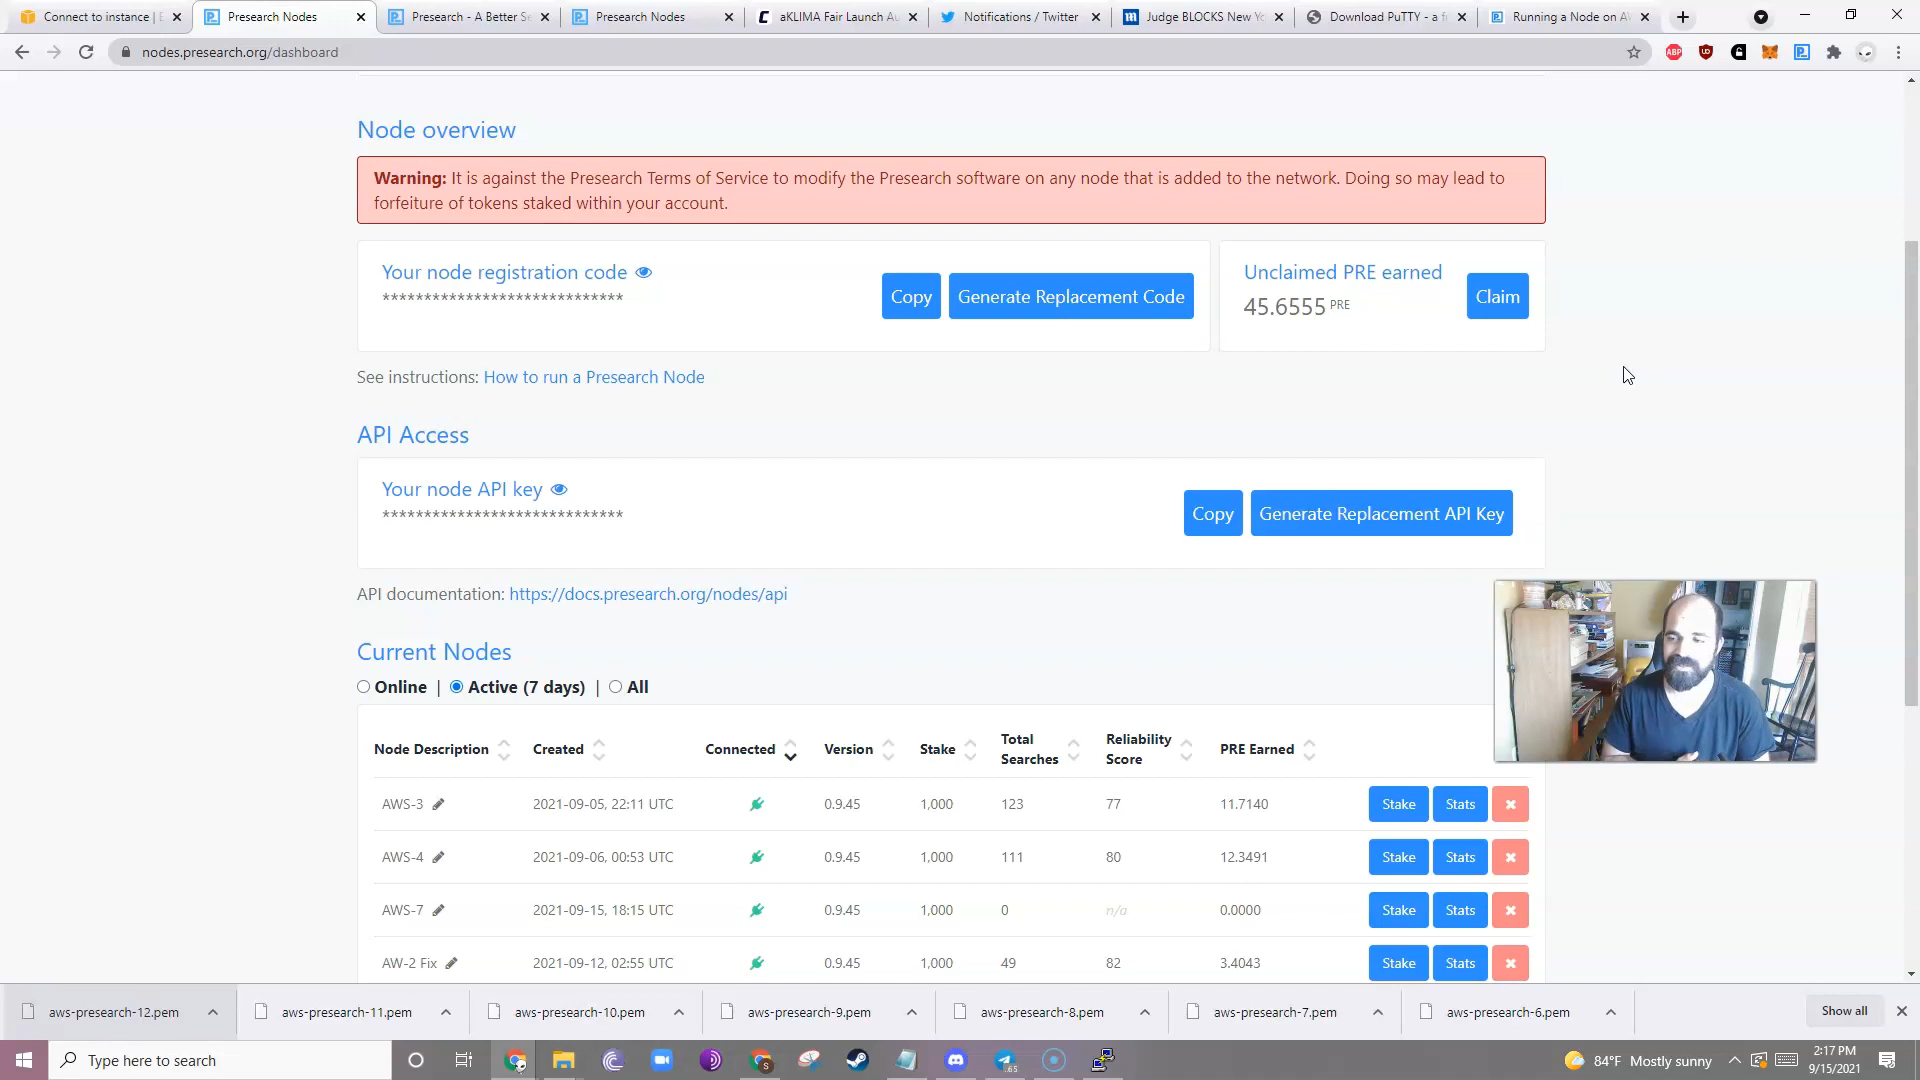 Connect to instance | E
Presearch Nodes
Presearch - A Better Se
Presearch Nodes
aKLIMA Fair Launch Au
Notifications / Twitter
Judge BLOCKS New Yo
Download PuTTY - a f
Running a Node on AW
nodes.presearch.org/dashboard
Node overview
Warning: It is against the Presearch Terms of Service to modify the Presearch software on any node that is added to the network. Doing so may lead to
forfeiture of tokens staked within your account.
Your node registration code
*****************************
Copy
Generate Replacement Code
Unclaimed PRE earned
45.6555 PRE
Claim
See instructions: How to run a Presearch Node
API Access
Your node API key
*****************************
Copy
Generate Replacement API Key
API documentation: https://docs.presearch.org/nodes/api
Current Nodes
Online | Active (7 days) | All
Node Description Created Connected Version Stake Total Searches Reliability Score PRE Earned
AWS-3 2021-09-05, 22:11 UTC 0.9.45 1,000 123 77 11.7140 Stake Stats
AWS-4 2021-09-06, 00:53 UTC 0.9.45 1,000 111 80 12.3491 Stake Stats
AWS-7 2021-09-15, 18:15 UTC 0.9.45 1,000 0 n/a 0.0000 Stake Stats
AW-2 Fix 2021-09-12, 02:55 UTC 0.9.45 1,000 49 82 3.4043 Stake Stats
aws-presearch-12.pem
aws-presearch-11.pem
aws-presearch-10.pem
aws-presearch-9.pem
aws-presearch-8.pem
aws-presearch-7.pem
aws-presearch-6.pem
Show all
Type here to search
84°F Mostly sunny
2:17 PM
9/15/2021